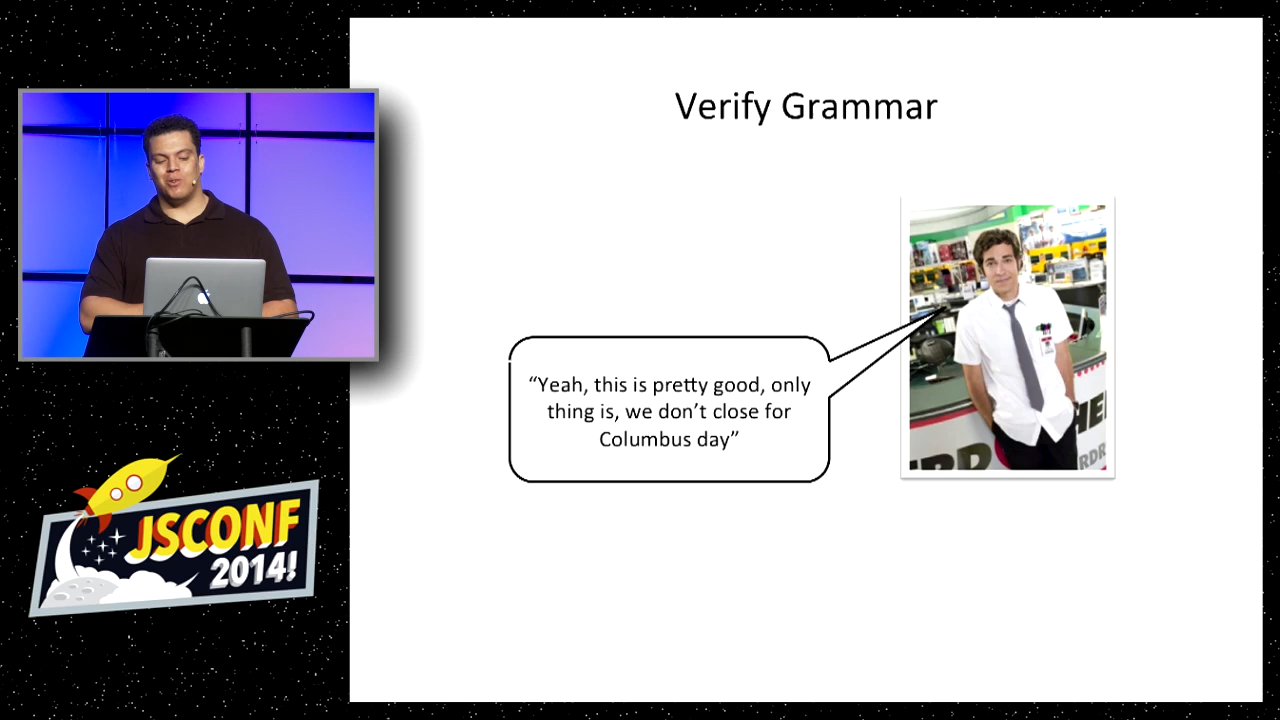 Verify Grammar
“Yeah, this is pretty good, only
thing is, we don’t close for
Columbus day”
JSCONF
2014!